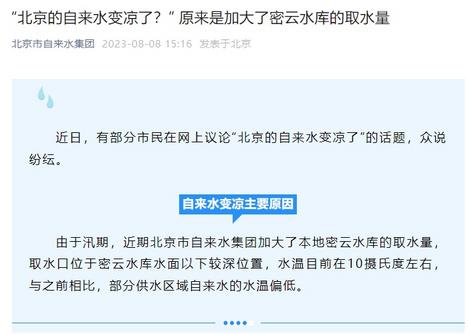 “北京的自来水变凉了？” 原来是加大了密云水库的取水量
北京市自来水集团 2023-08-08 15:16 发表于北京
近日，有部分市民在网上议论“北京的自来水变凉了”的话题，众说
纷纭。
自来水变凉主要原因
由于汛期，近期北京市自来水集团加大了本地密云水库的取水量，
取水口位于密云水库水面以下较深位置，水温目前在10摄氏度左右，
与之前相比，部分供水区域自来水的水温偏低。